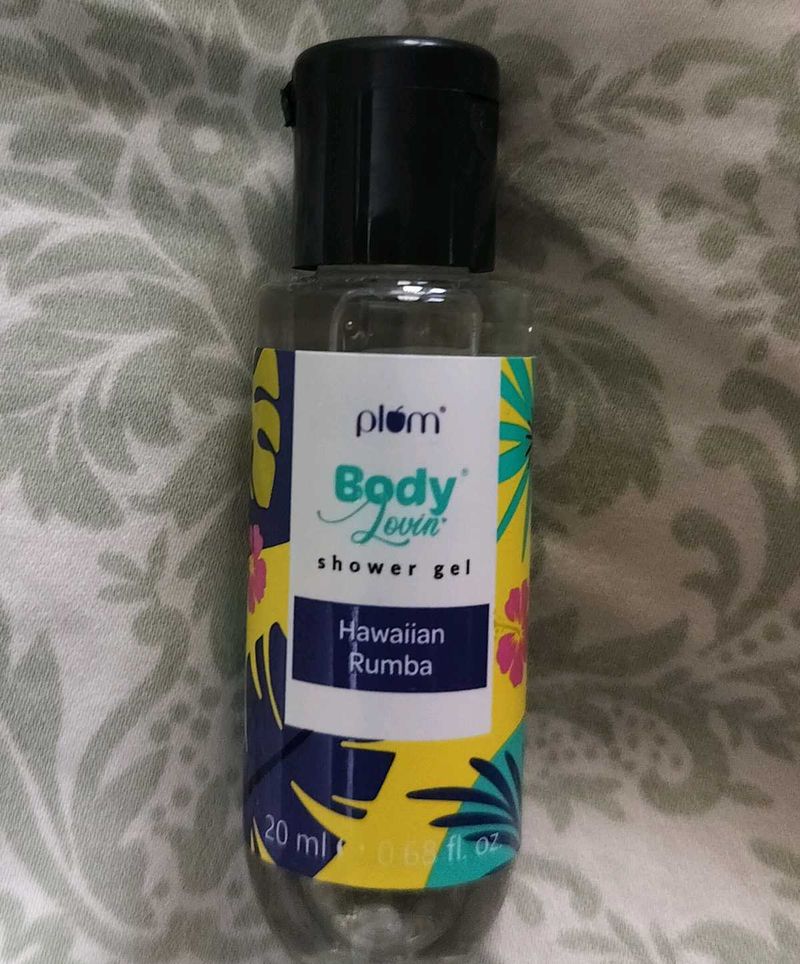 plum®
Body®
Lovin'
shower gel
Hawaiian
Rumba
20 ml e 0.68 fl. oz.